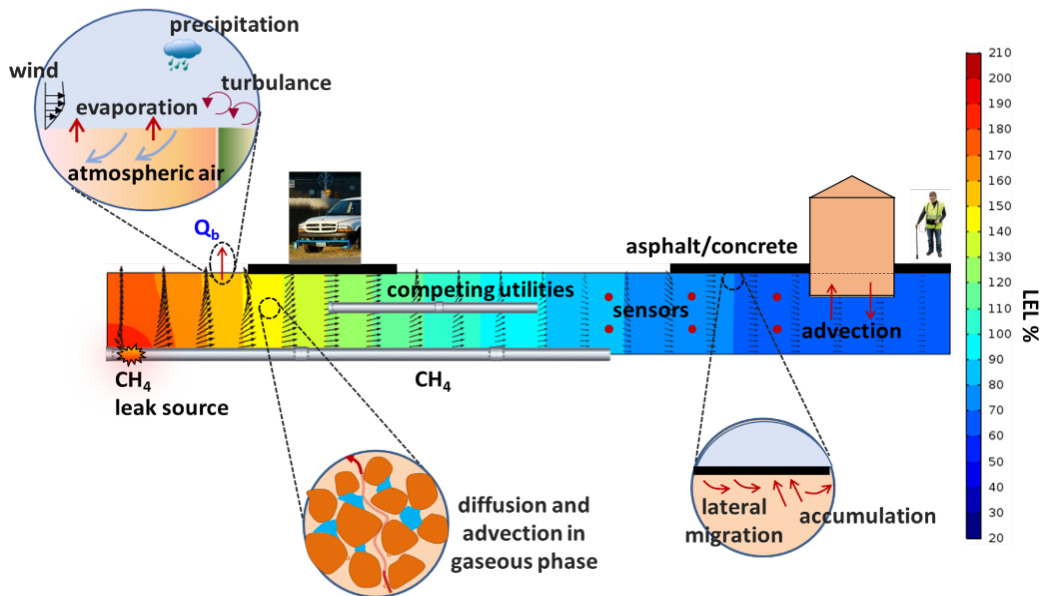 precipitation
wind
turbulance
evaporation
atmospheric air
Qb
asphalt/concrete
competing utilities
sensors
advection
CH4
leak source
CH4
diffusion and
advection in
gaseous phase
lateral
migration
accumulation
210
200
190
180
170
160
150
140
130
120
110
100
90
80
70
60
50
40
30
20
LEL %